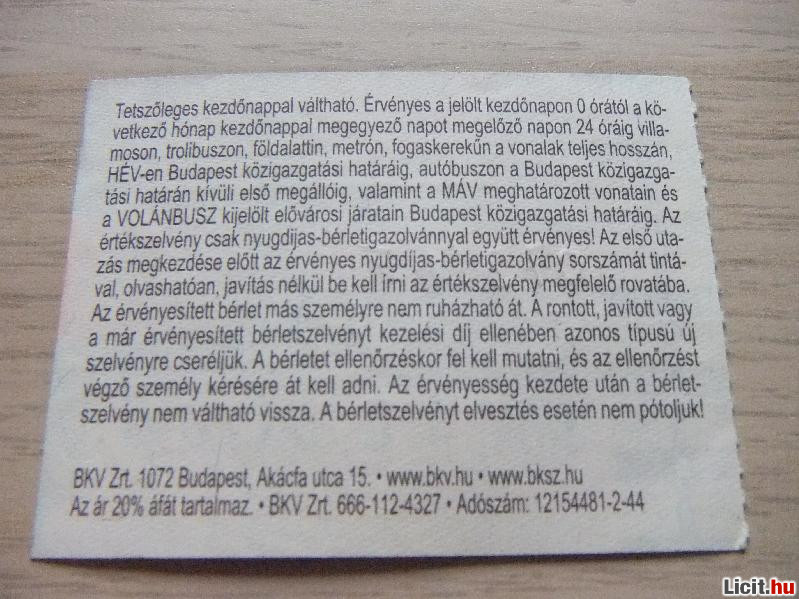 Tetszőleges kezdőnappal váltható. Érvényes a jelölt kezdőnapon 0 órától a kö-
vetkező hónap kezdőnappal megegyező napot megelőző napon 24 óráig villa-
moson, trolibuszon, földalattin, metrón, fogaskerekűn a vonalak teljes hosszán,
HÉV-en Budapest közigazgatási határáig, autóbuszon a Budapest közigazga-
tási határán kívüli első megállóig, valamint a MÁV meghatározott vonatain és
a VOLÁNBUSZ kijelölt elővárosi járatain Budapest közigazgatási határáig. Az
értékszelvény csak nyugdijas-bérletigazolvánnyal együtt érvényes! Az első uta-
zás megkezdése előtt az érvényes nyugdíjas-bérletigazolvány sorszámát tintá-
val, olvashatóan, javítás nélkül be kell írni az értékszelvény megfelelő rovatába.
Az érvényesített bérlet más személyre nem ruházható át. A rontott, javított vagy
a már érvényesített bérletszelvényt kezelési díj ellenében azonos típusú új
szelvényre cseréljük. A bérletet ellenőrzéskor fel kell mutatni, és az ellenőrzést
végző személy kérésére át kell adni. Az érvényesség kezdete után a bérlet-
szelvény nem váltható vissza. A bérletszelvényt elvesztés esetén nem pótoljuk!
BKV Zrt. 1072 Budapest, Akácfa utca 15. • www.bkv.hu • www.bksz.hu
Az ár 20% áfát tartalmaz. • BKV Zrt. 666-112-4327 • Adószám: 12154481-2-44
Licit.hu